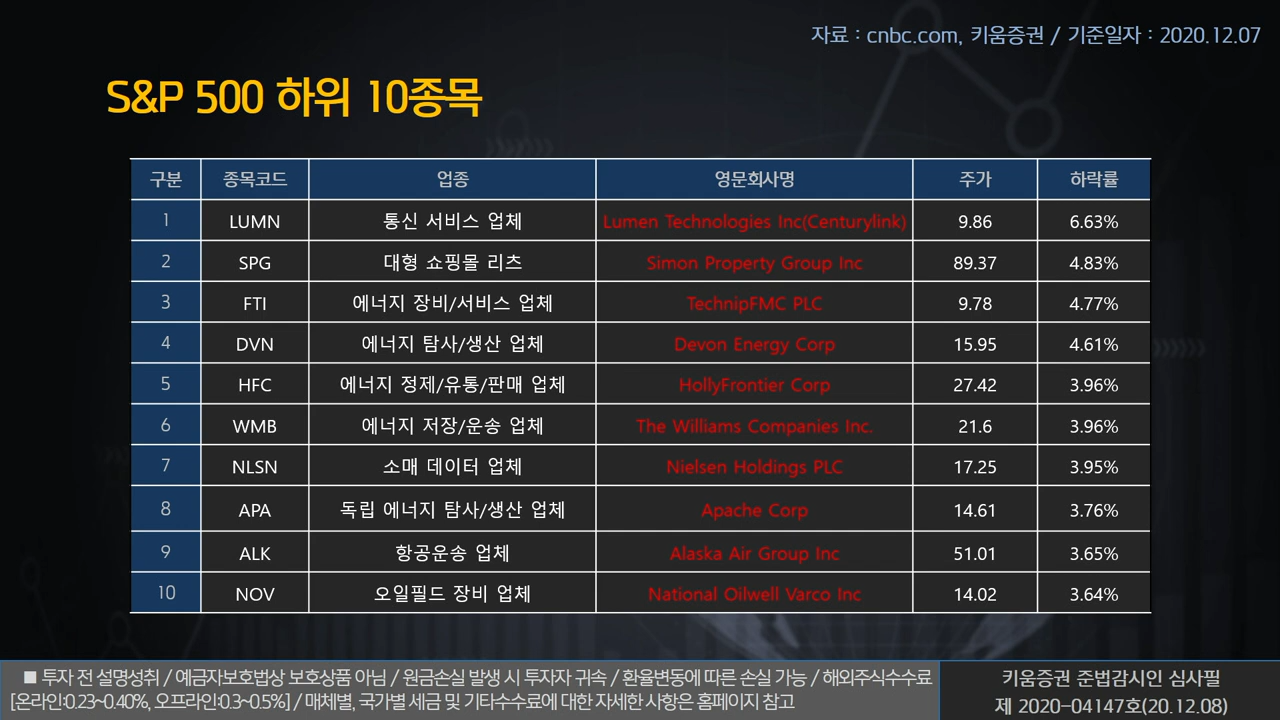 자료 : cnbc.com, 키움증권 / 기준일자 : 2020.12.07
S&P 500 하위 10종목
구분 종목코드 업종 영문회사명 주가 하락률
1 LUMN 통신 서비스 업체 Lumen Technologies Inc(Centurylink) 9.86 6.63%
2 SPG 대형 쇼핑몰 리츠 Simon Property Group Inc 89.37 4.83%
3 FTI 에너지 장비/서비스 업체 TechnipFMC PLC 9.78 4.77%
4 DVN 에너지 탐사/생산 업체 Devon Energy Corp 15.95 4.61%
5 HFC 에너지 정제/유통/판매 업체 HollyFrontier Corp 27.42 3.96%
6 WMB 에너지 저장/운송 업체 The Williams Companies Inc. 21.6 3.96%
7 NLSN 소매 데이터 업체 Nielsen Holdings PLC 17.25 3.95%
8 APA 독립 에너지 탐사/생산 업체 Apache Corp 14.61 3.76%
9 ALK 항공운송 업체 Alaska Air Group Inc 51.01 3.65%
10 NOV 오일필드 장비 업체 National Oilwell Varco Inc 14.02 3.64%
■ 투자 전 설명성취 / 예금자보호법상 보호상품 아님 / 원금손실 발생 시 투자자 귀속 / 환율변동에 따른 손실 가능 / 해외주식수수료
[온라인:0.23~0.40%, 오프라인:0.3~0.5%] / 매체별, 국가별 세금 및 기타수수료에 대한 자세한 사항은 홈페이지 참고
키움증권 준법감시인 심사필
제 2020-04147호(20.12.08)